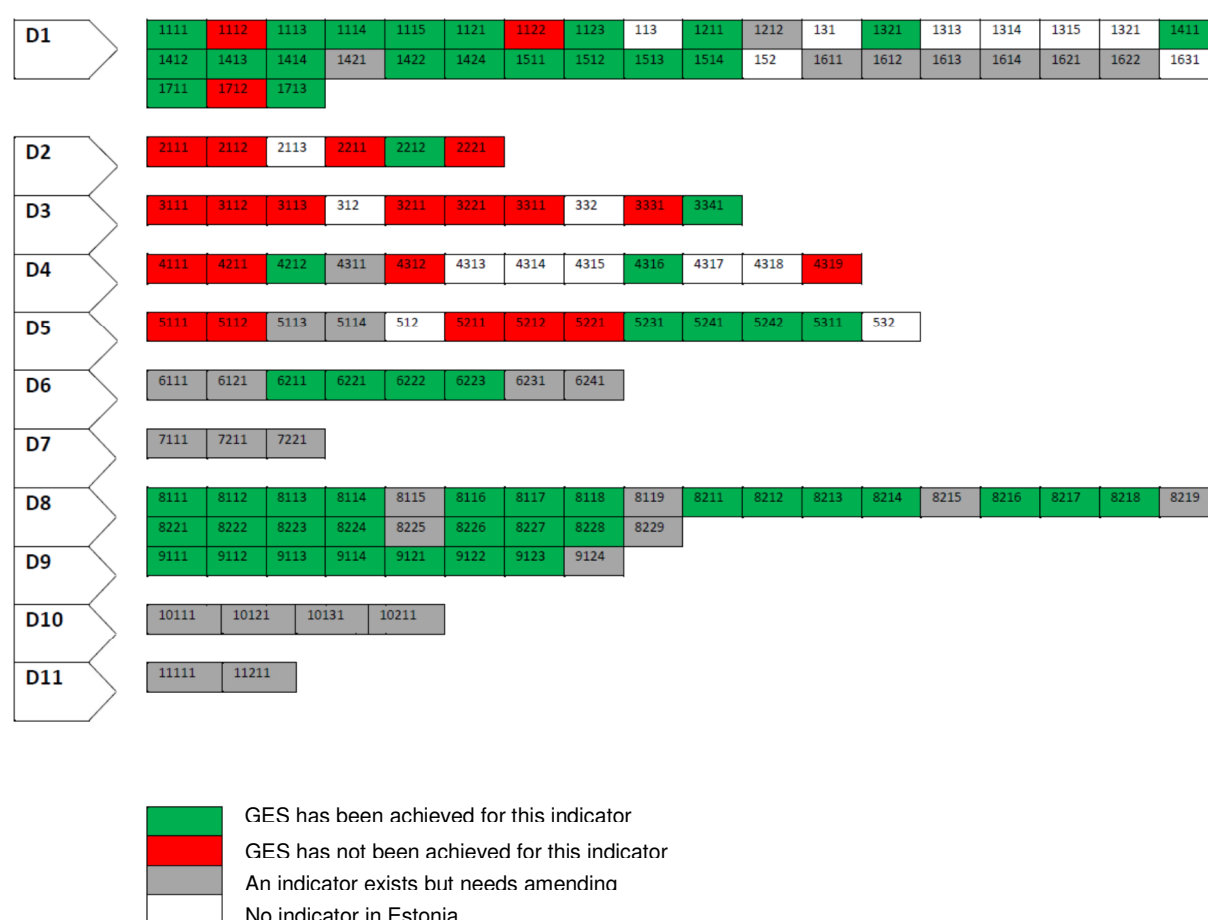 D1 1111 1112 1113 1114 1115 1121 1122 1123 113 1211 1212 131 1321 1313 1314 1315 1321 1411
1412 1413 1414 1421 1422 1424 1511 1512 1513 1514 152 1611 1612 1613 1614 1621 1622 1631
1711 1712 1713
D2 2111 2112 2113 2211 2212 2221
D3 3111 3112 3113 312 3211 3221 3311 332 3331 3341
D4 4111 4211 4212 4311 4312 4313 4314 4315 4316 4317 4318 4319
D5 5111 5112 5113 5114 512 5211 5212 5221 5231 5241 5242 5311 532
D6 6111 6121 6211 6221 6222 6223 6231 6241
D7 7111 7211 7221
D8 8111 8112 8113 8114 8115 8116 8117 8118 8119 8211 8212 8213 8214 8215 8216 8217 8218 8219
8221 8222 8223 8224 8225 8226 8227 8228 8229
D9 9111 9112 9113 9114 9121 9122 9123 9124
D10 10111 10121 10131 10211
D11 11111 11211
GES has been achieved for this indicator
GES has not been achieved for this indicator
An indicator exists but needs amending
No indicator in Estonia